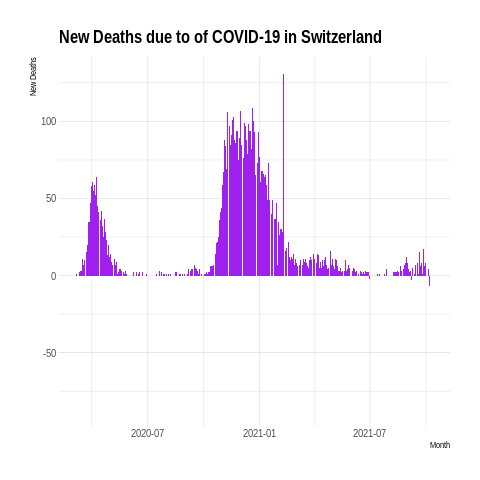 New Deaths due to of COVID-19 in Switzerland
New Deaths
100
50
0
-50
2020-07
2021-01
2021-07
Month